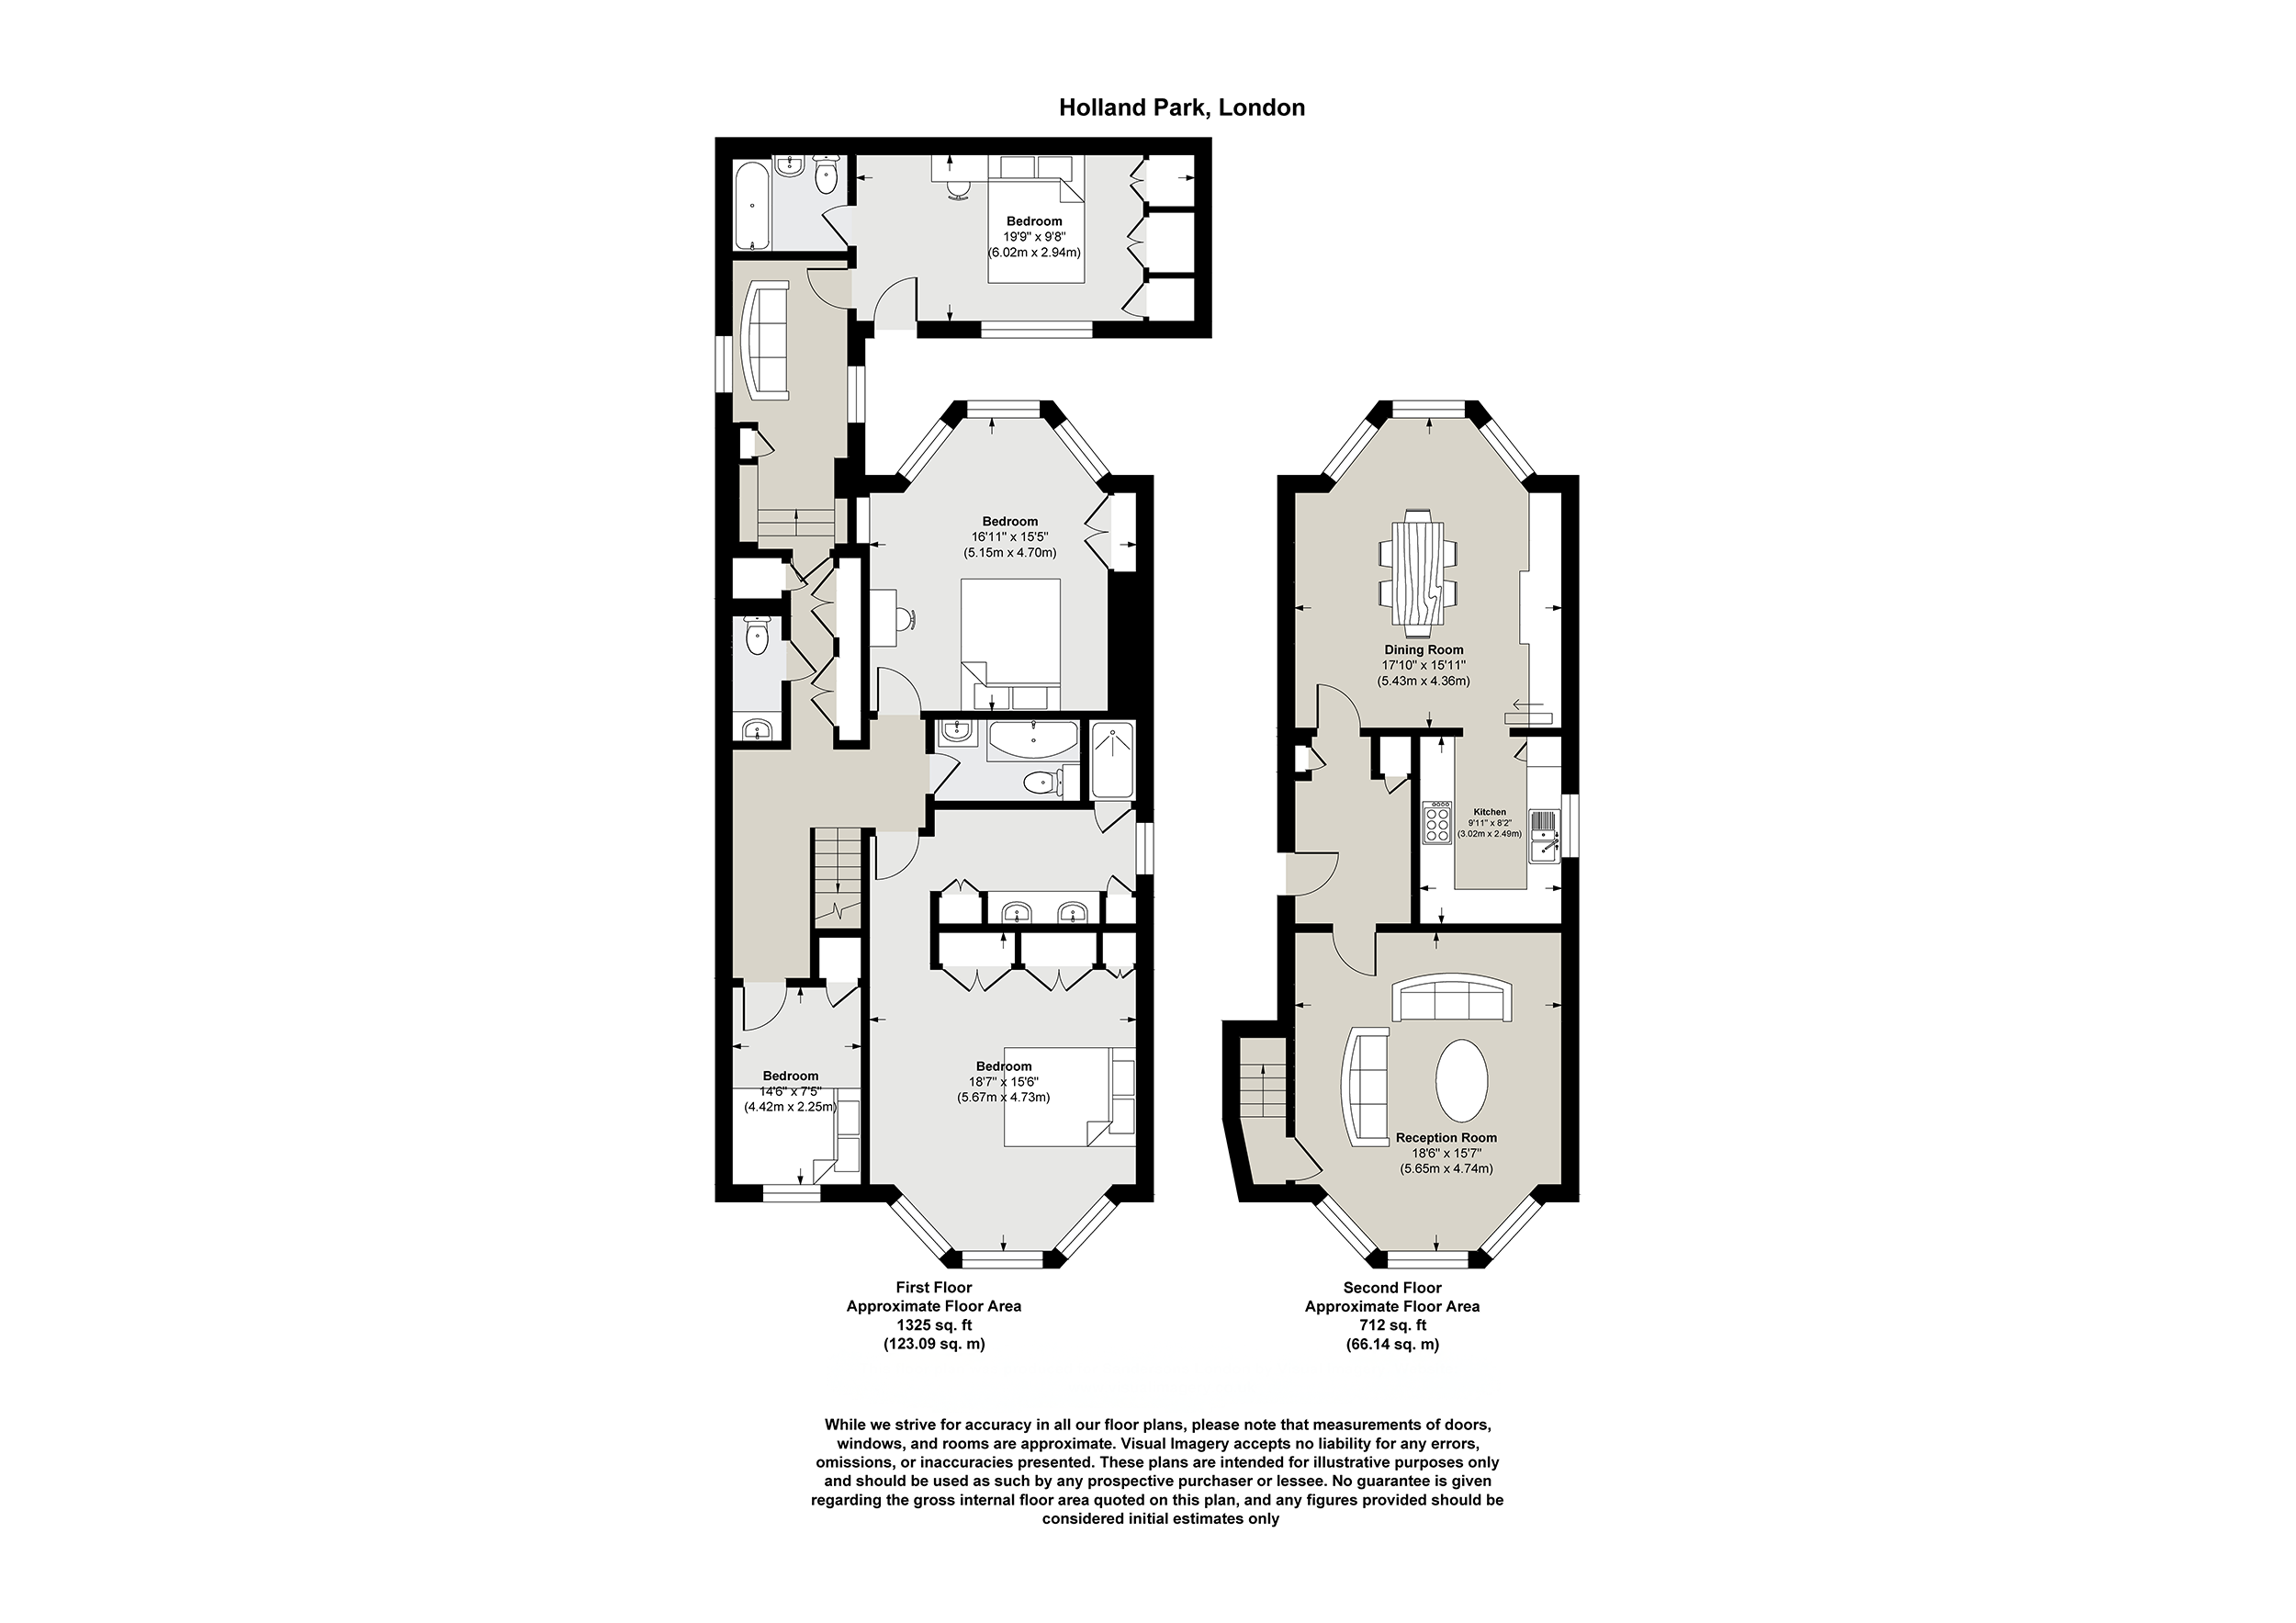 Holland Park, London
Bedroom
19'9" x 9'8"
(6.02m x 2.94m)
Bedroom
16'11" x 15'5"
(5.15m x 4.70m)
Bedroom
14'6" x 7'5"
(4.42m x 2.25m)
Bedroom
18'7" x 15'6"
(5.67m x 4.73m)
First Floor
Approximate Floor Area
1325 sq. ft
(123.09 sq. m)
Dining Room
17'10" x 15'11"
(5.43m x 4.36m)
Kitchen
9'11" x 8'2"
(3.02m x 2.49m)
Reception Room
18'6" x 15'7"
(5.65m x 4.74m)
Second Floor
Approximate Floor Area
712 sq. ft
(66.14 sq. m)
While we strive for accuracy in all our floor plans, please note that measurements of doors,
windows, and rooms are approximate. Visual Imagery accepts no liability for any errors,
omissions, or inaccuracies presented. These plans are intended for illustrative purposes only
and should be used as such by any prospective purchaser or lessee. No guarantee is given
regarding the gross internal floor area quoted on this plan, and any figures provided should be
considered initial estimates only